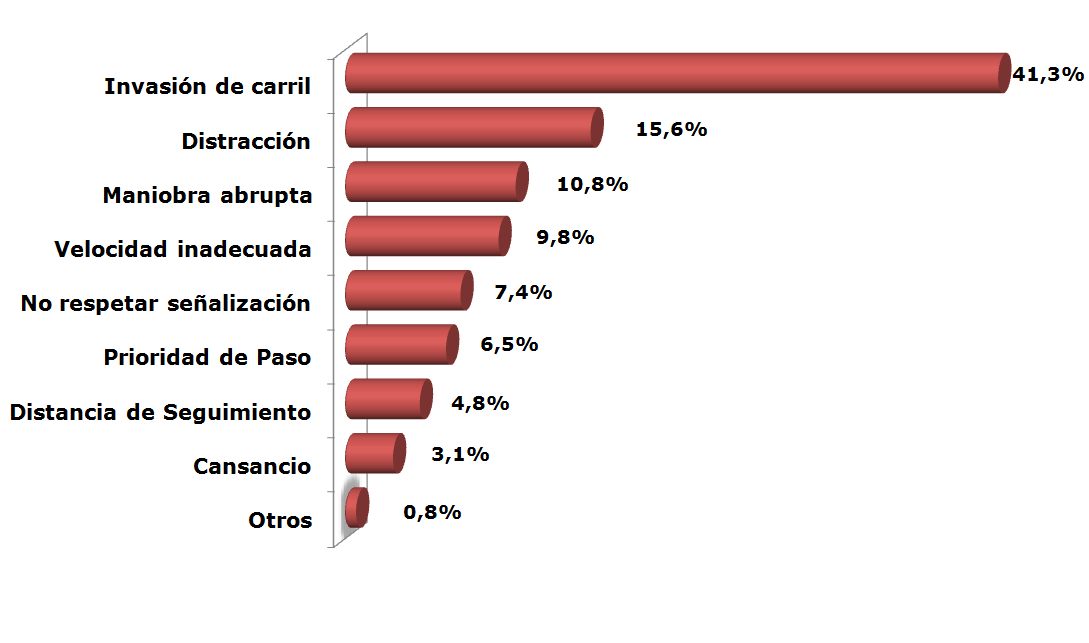 Invasión de carril 41,3%
Distracción 15,6%
Maniobra abrupta 10,8%
Velocidad inadecuada 9,8%
No respetar señalización 7,4%
Prioridad de Paso 6,5%
Distancia de Seguimiento 4,8%
Cansancio 3,1%
Otros 0,8%